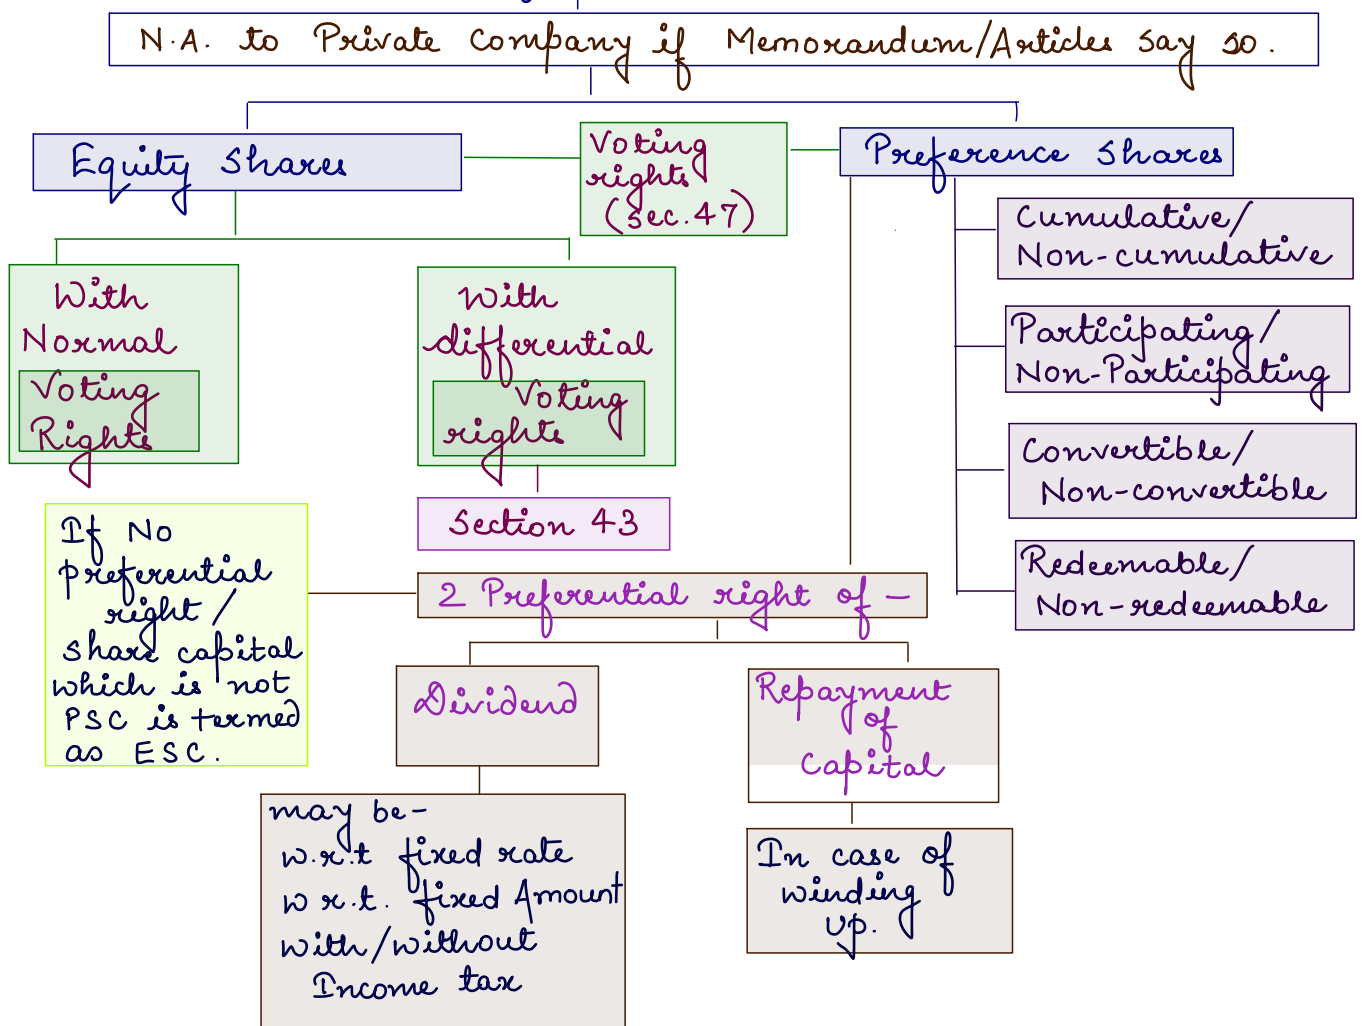 N.A. to Private Company if Memorandum/Articles say so.
Equity Shares
Voting
rights
(sec.47)
Preference Shares
Cumulative/
Non-cumulative
Participating/
Non-Participating
Convertible/
Non-convertible
Redeemable/
Non-redeemable
With
Normal
Voting
Rights
With
differential
Voting
rights
Section 43
If No
preferential
right/
share capital
which is not
PSC is termed
as ESC.
2 Preferential right of -
Dividend
Repayment
of
Capital
may be-
w.r.t fixed rate
w r.t. fixed Amount
with/without
Income tax
In case of
winding
up.